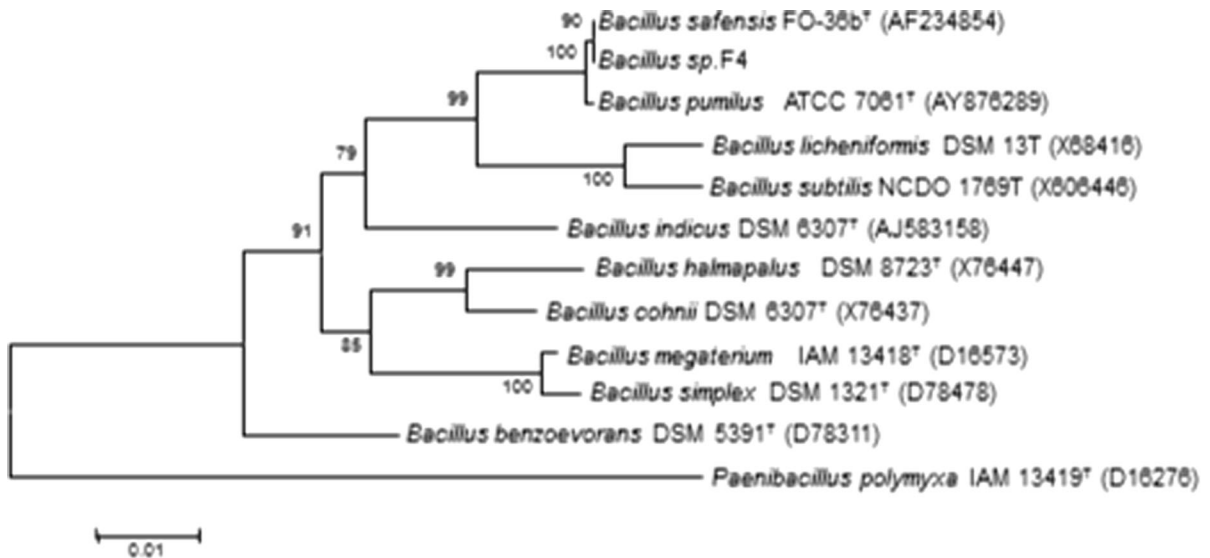 90
Bacillus safensis FO-36bᵀ (AF234854)
100
Bacillus sp.F4
99
Bacillus pumilus ATCC 7061ᵀ (AY876289)
79
Bacillus licheniformis DSM 13T (X68416)
100
Bacillus subtilis NCDO 1769T (X606446)
91
Bacillus indicus DSM 6307ᵀ (AJ583158)
99
Bacillus halmapalus DSM 8723ᵀ (X76447)
Bacillus cohnii DSM 6307ᵀ (X76437)
85
Bacillus megaterium IAM 13418ᵀ (D16573)
100
Bacillus simplex DSM 1321ᵀ (D78478)
Bacillus benzoevorans DSM 5391ᵀ (D78311)
Paenibacillus polymyxa IAM 13419ᵀ (D16276)
0.01